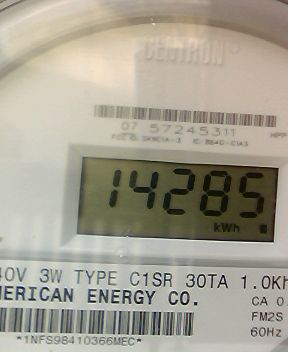 CENTRON
07 57245311
14285
kWh
40V 3W TYPE C1SR 30TA 1.0Kh
MERICAN ENERGY CO.
CA 0.
FM2S
60Hz
*1NFS98410366MEC*